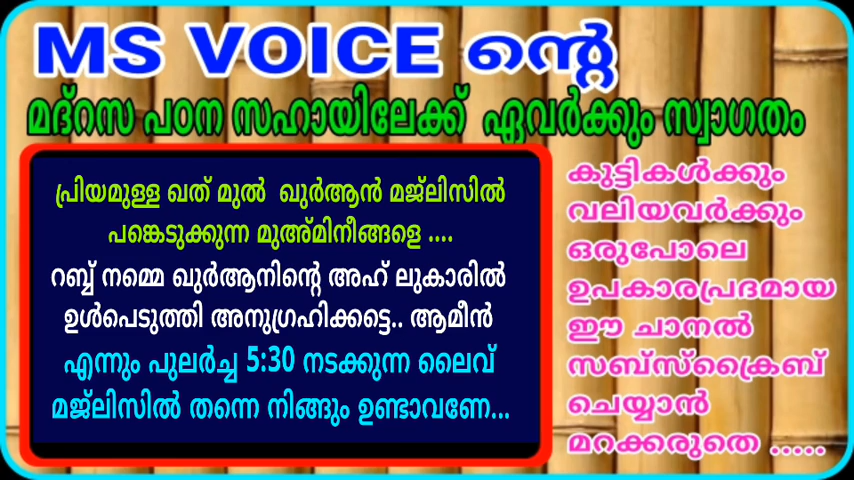 MS VOICE ന്റെ
മദ്റസ പഠന സഹായിലേക്ക് ഏവർക്കും സ്വാഗതം
പ്രിയമുള്ള ഖത് മുൽ ഖുർആൻ മജ്ലിസിൽ
പങ്കെടുക്കുന്ന മുഅ്മിനീങ്ങളെ ....
റബ്ബ് നമ്മെ ഖുർആനിന്റെ അഹ് ലുകാരിൽ
ഉൾപെടുത്തി അനുഗ്രഹിക്കട്ടെ.. ആമീൻ
എന്നും പുലർച്ച 5:30 നടക്കുന്ന ലൈവ്
മജ്ലിസിൽ തന്നെ നിങ്ങും ഉണ്ടാവണേ...
കുട്ടികൾക്കും
വലിയവർക്കും
ഒരുപോലെ
ഉപകാരപ്രദമായ
ഈ ചാനൽ
സബ്സ്ക്രൈബ്
ചെയ്യാൻ
മറക്കരുതെ .....